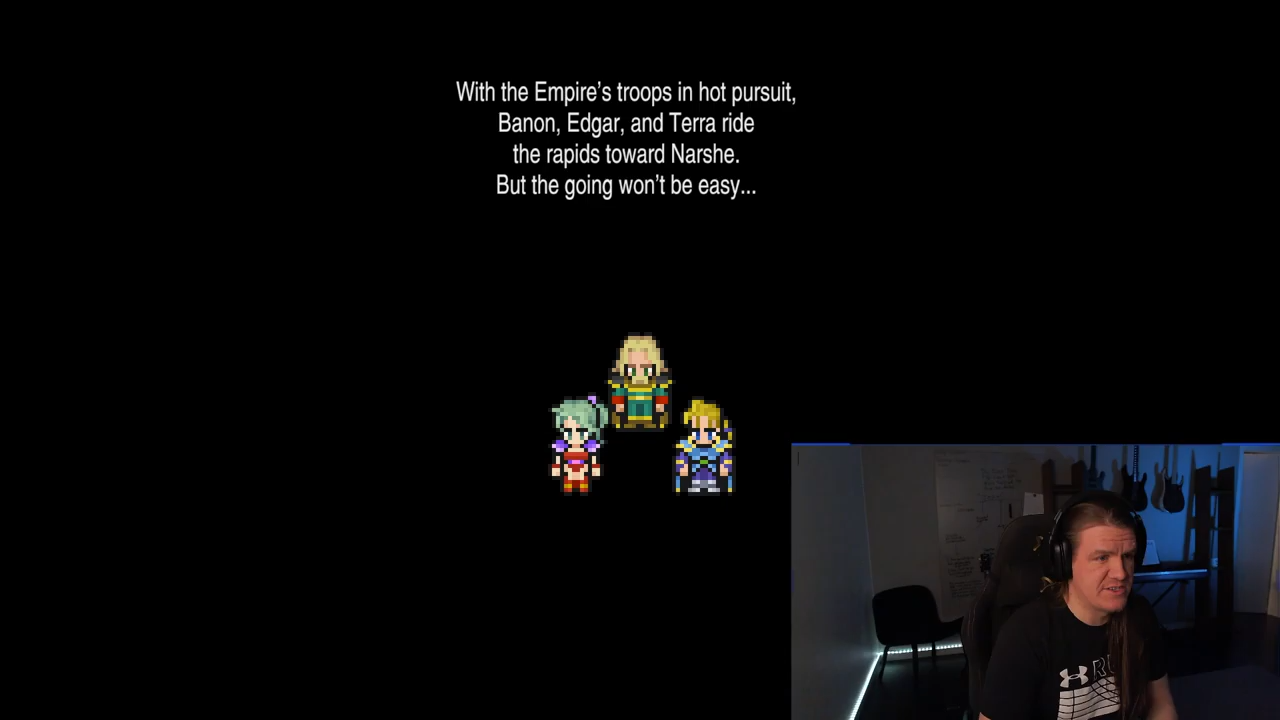 With the Empire's troops in hot pursuit,
Banon, Edgar, and Terra ride
the rapids toward Narshe.
But the going won't be easy...